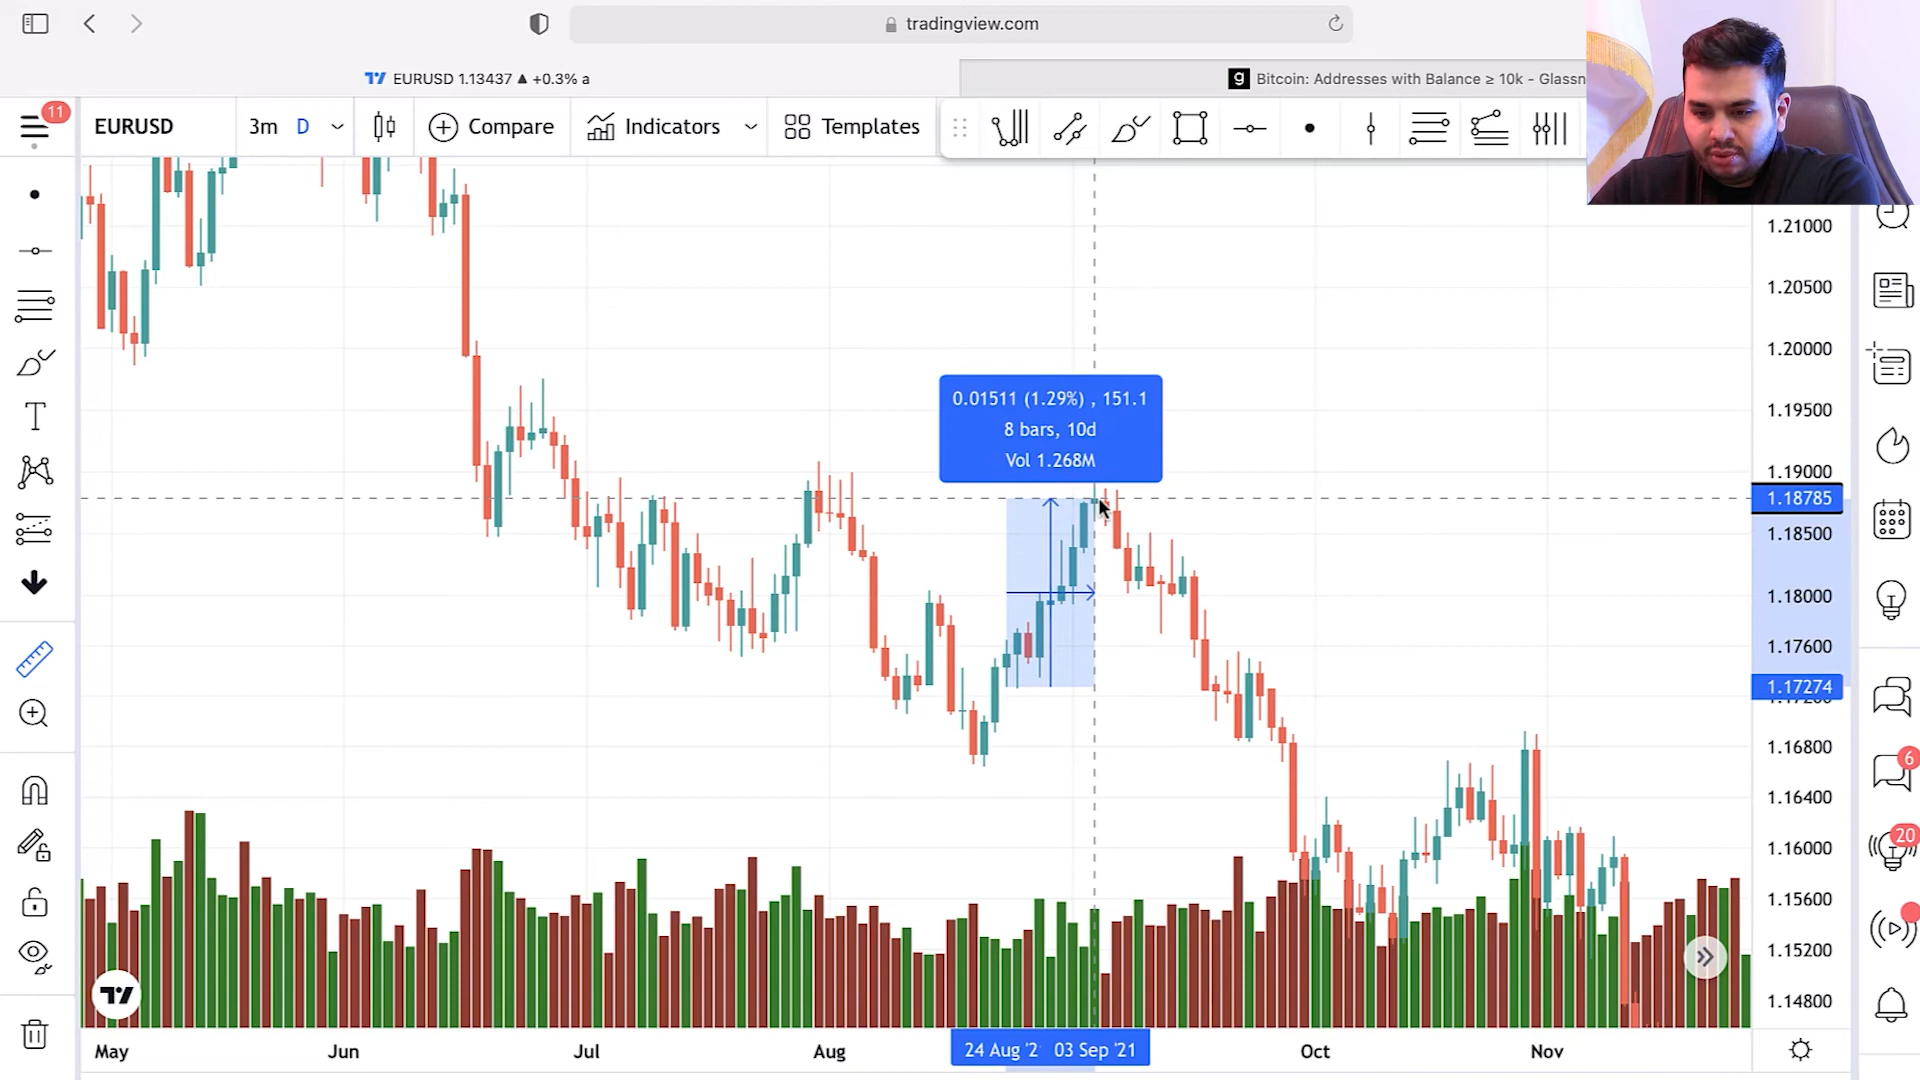 tradingview.com
EURUSD 1.13437 ▲ +0.3% a
g Bitcoin: Addresses with Balance ≥ 10k - Glassn
11
EURUSD 3m D Compare Indicators Templates
1.21000
1.20500
1.20000
1.19500
1.19000
1.18785
1.18500
1.18000
1.17600
1.17274
1.16800
1.16400
1.16000
1.15600
1.15200
1.14800
0.01511 (1.29%) , 151.1
8 bars, 10d
Vol 1.268M
T
6
20
May Jun Jul Aug 24 Aug '2 03 Sep '21 Oct Nov